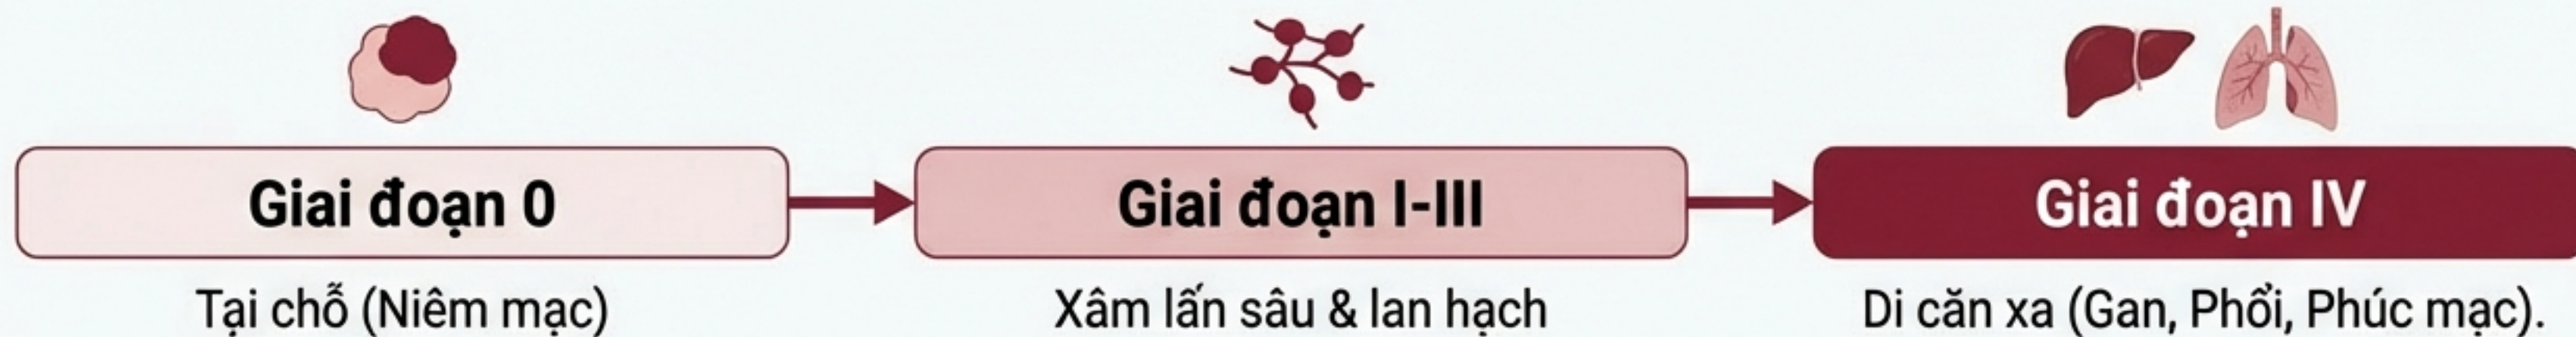 Giai đoạn 0
Giai đoạn I-III
Giai đoạn IV
Tại chỗ (Niêm mạc)
Xâm lấn sâu & lan hạch
Di căn xa (Gan, Phổi, Phúc mạc).